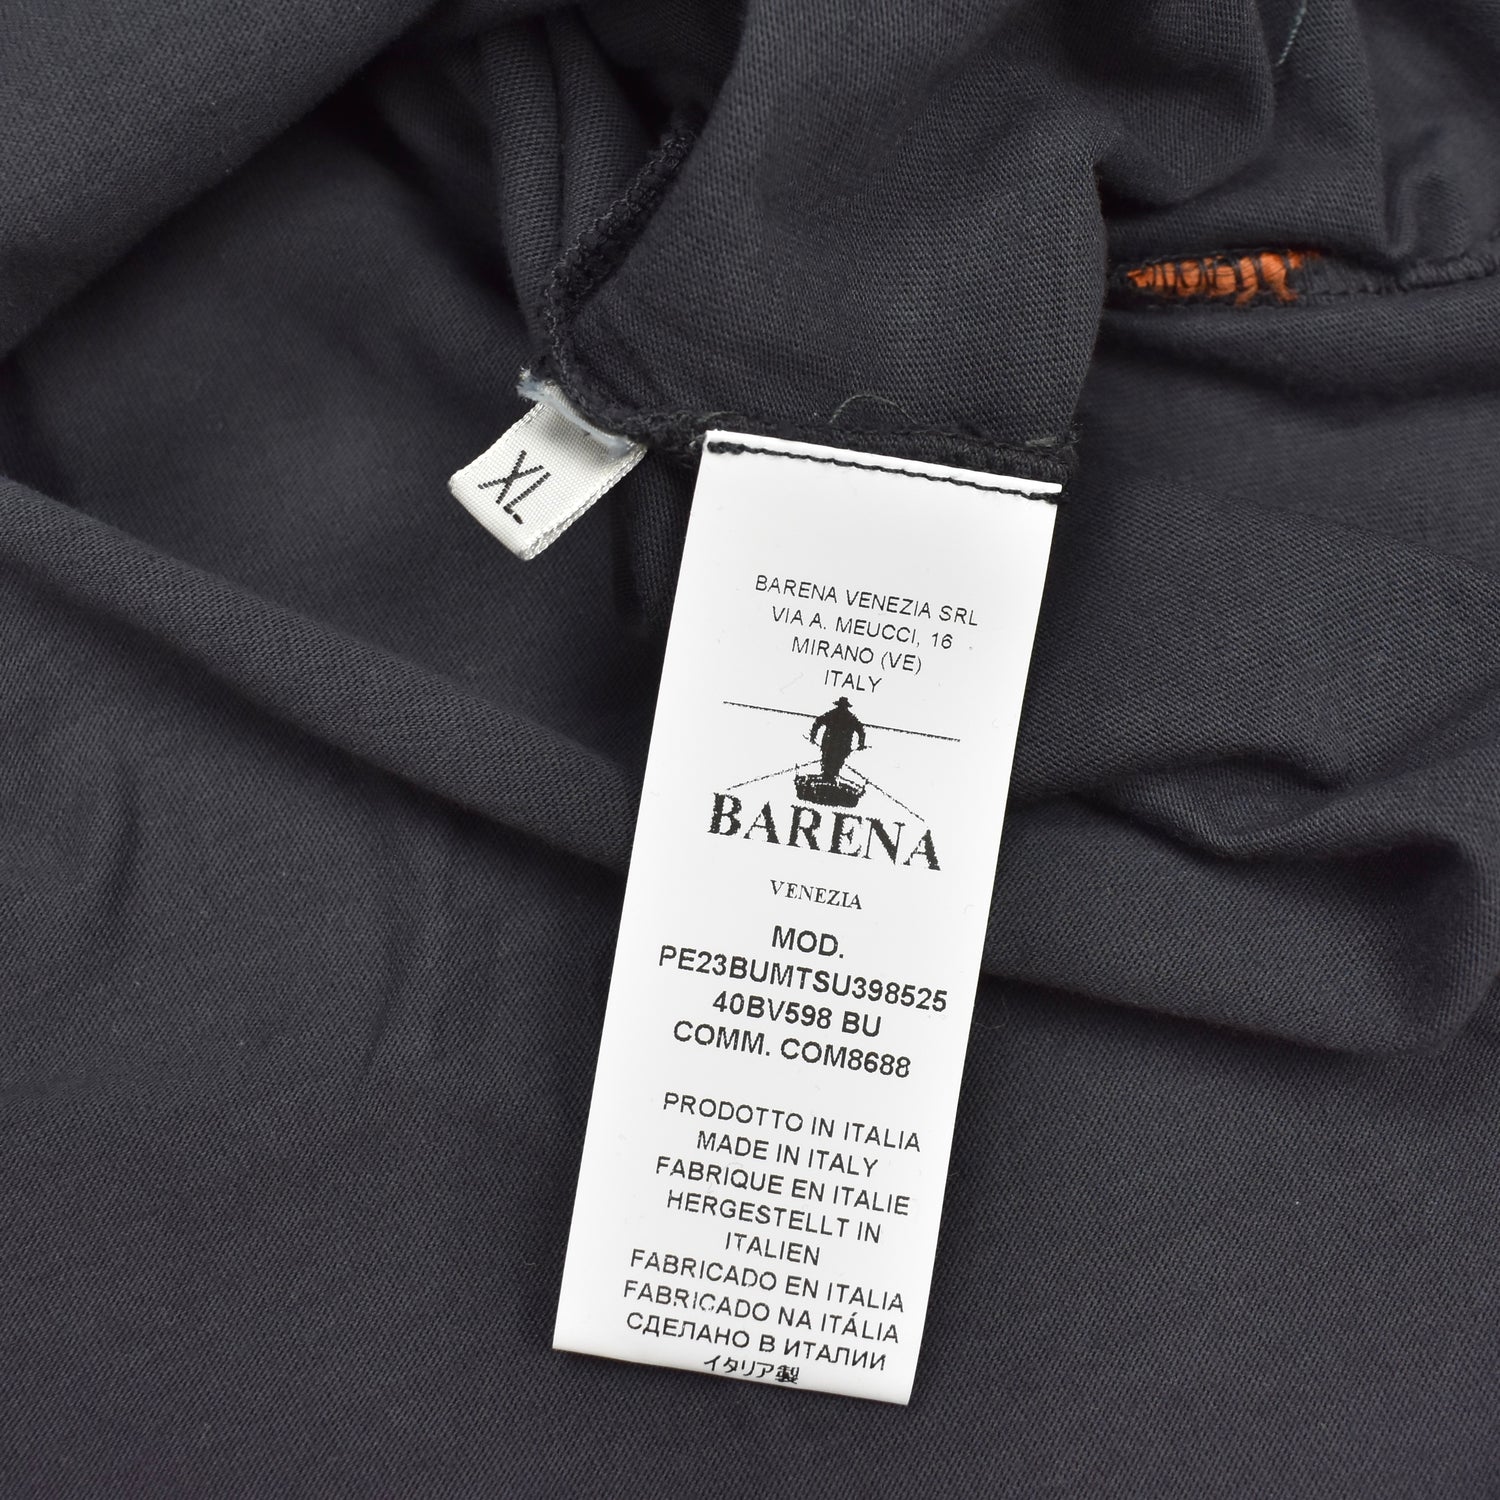 XL
BARENA VENEZIA SRL
VIA A. MEUCCI, 16
MIRANO (VE)
ITALY
BARENA
VENEZIA
MOD.
PE23BUMTSU398525
40BV598 BU
COMM. COM8688
PRODOTTO IN ITALIA
MADE IN ITALY
FABRIQUE EN ITALIE
HERGESTELLT IN
ITALIEN
FABRICADO EN ITALIA
FABRICADO NA ITÁLIA
СДЕЛАНО В ИТАЛИИ
イタリア製